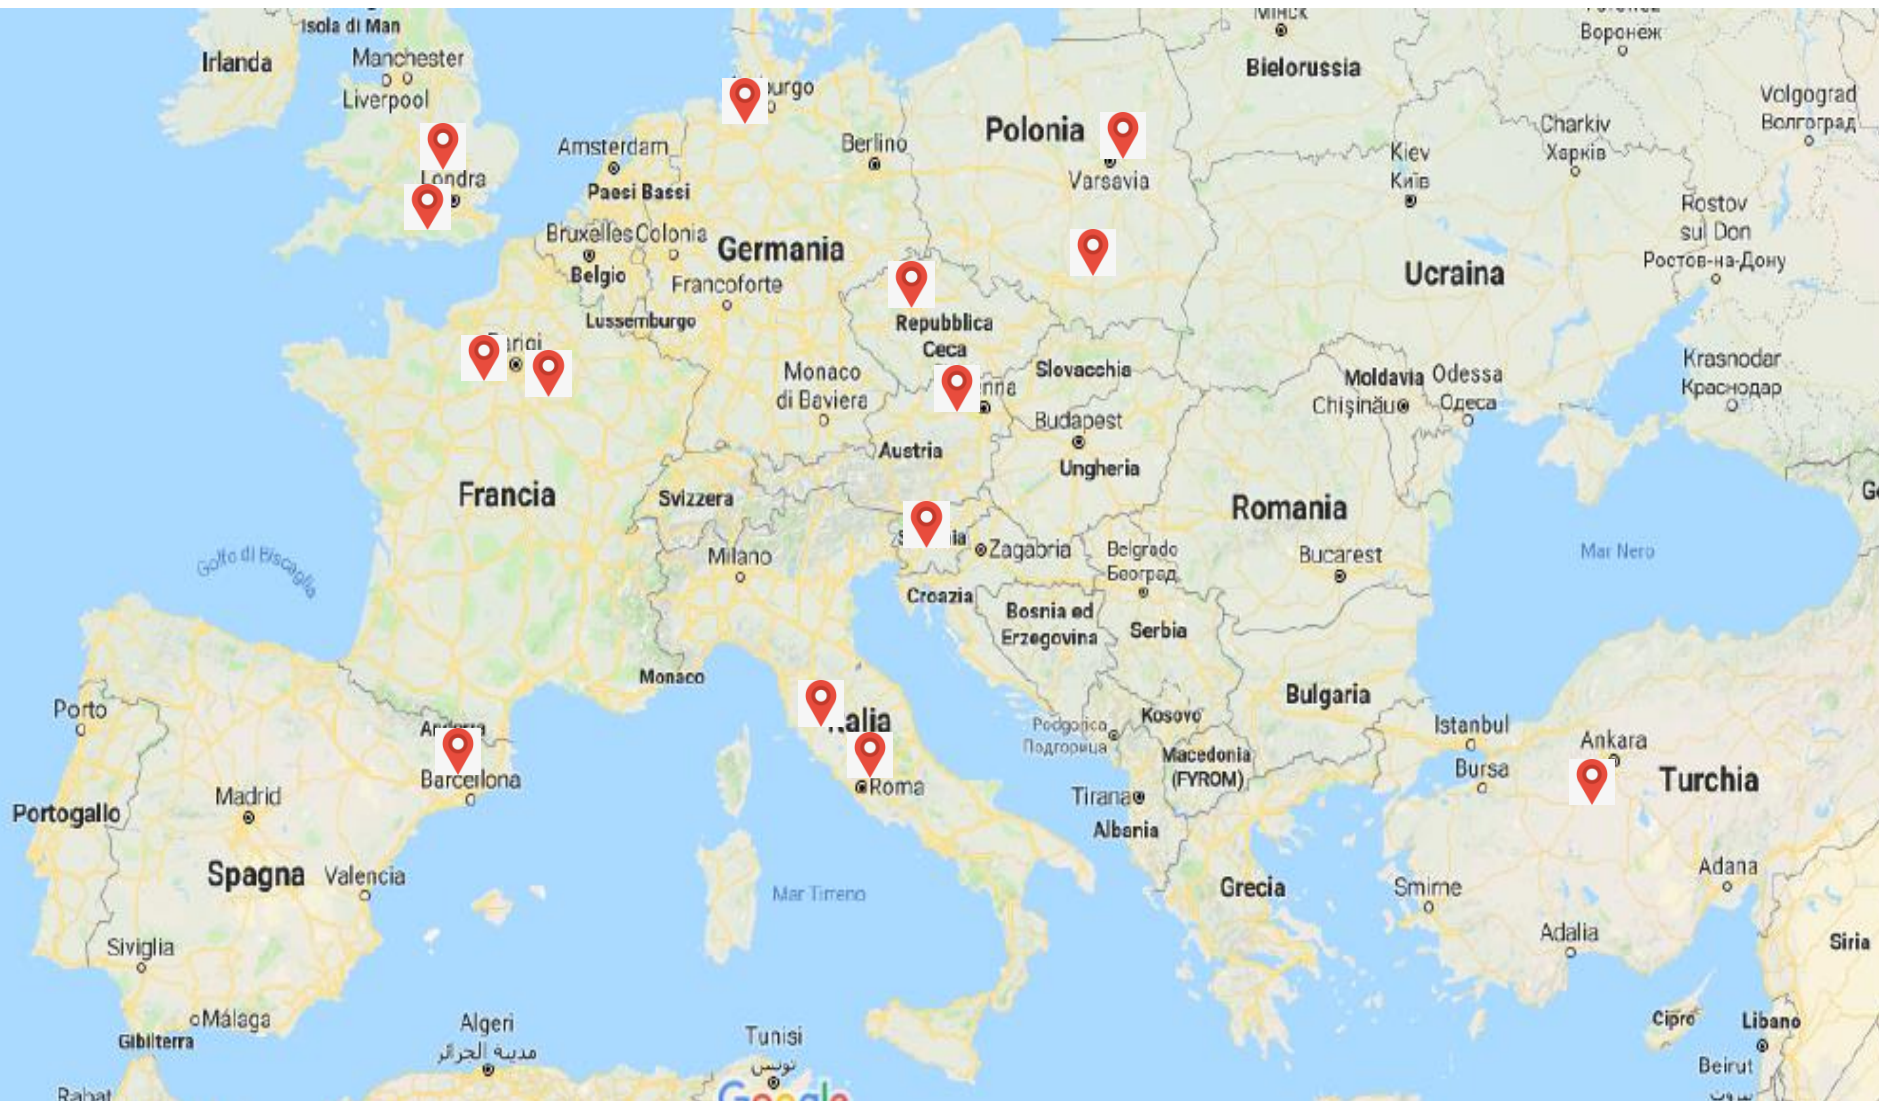 Isola di Man
Irlanda
Manchester
Liverpool
Londra
Amsterdam
Paesi Bassi
Bruxelles
Colonia
Belgio
Lussemburgo
Francoforte
Germania
Berlino
Polonia
Varsavia
Минск
Bielorussia
Воронеж
Volgograd
Волгоград
Charkiv
Харків
Kiev
Київ
Ucraina
Rostov
sul Don
Ростов-на-Дону
Krasnodar
Краснодар
Repubblica
Ceca
Slovacchia
Monaco
di Baviera
Austria
Budapest
Ungheria
Moldavia
Chişinău
Odessa
Одеса
Romania
Bucarest
Parigi
Francia
Svizzera
Milano
Monaco
Zagabria
Croazia
Belgrado
Београд
Bosnia ed
Erzegovina
Serbia
Kosovo
Podgorica
Подгорица
Macedonia
(FYROM)
Bulgaria
Tirana
Albania
Grecia
Mar Nero
Istanbul
Bursa
Ankara
Turchia
Smirne
Adalia
Adana
Siria
Cipro
Libano
Beirut
Golfo di Biscaglia
Porto
Portogallo
Madrid
Spagna
Valencia
Siviglia
Málaga
Gibilterra
Andorra
Barcellona
Roma
Mar Tirreno
Algeri
مدينة الجزائر
Tunisi
تونس
Rabat
Google